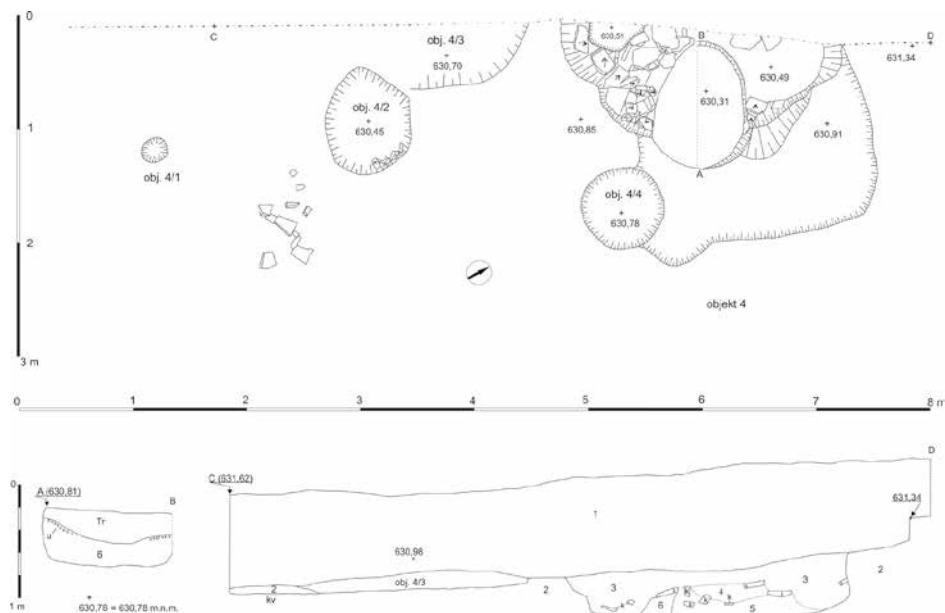 0
C
B
D
obj. 4/3
630,70
630,51
630,49
631,34
obj. 4/2
630,45
630,31
1
630,85
630,91
obj. 4/1
A
obj. 4/4
630,78
2
objekt 4
3 m
0 1 2 3 4 5 6 7 8 m
D
0
A (630,81)
B
C (631,62)
631,34
Tr
1
u
6
630,98
obj. 4/3
2
2
3
4
3
2
kv
6
5
1 m
630,78 = 630,78 m.n.m.